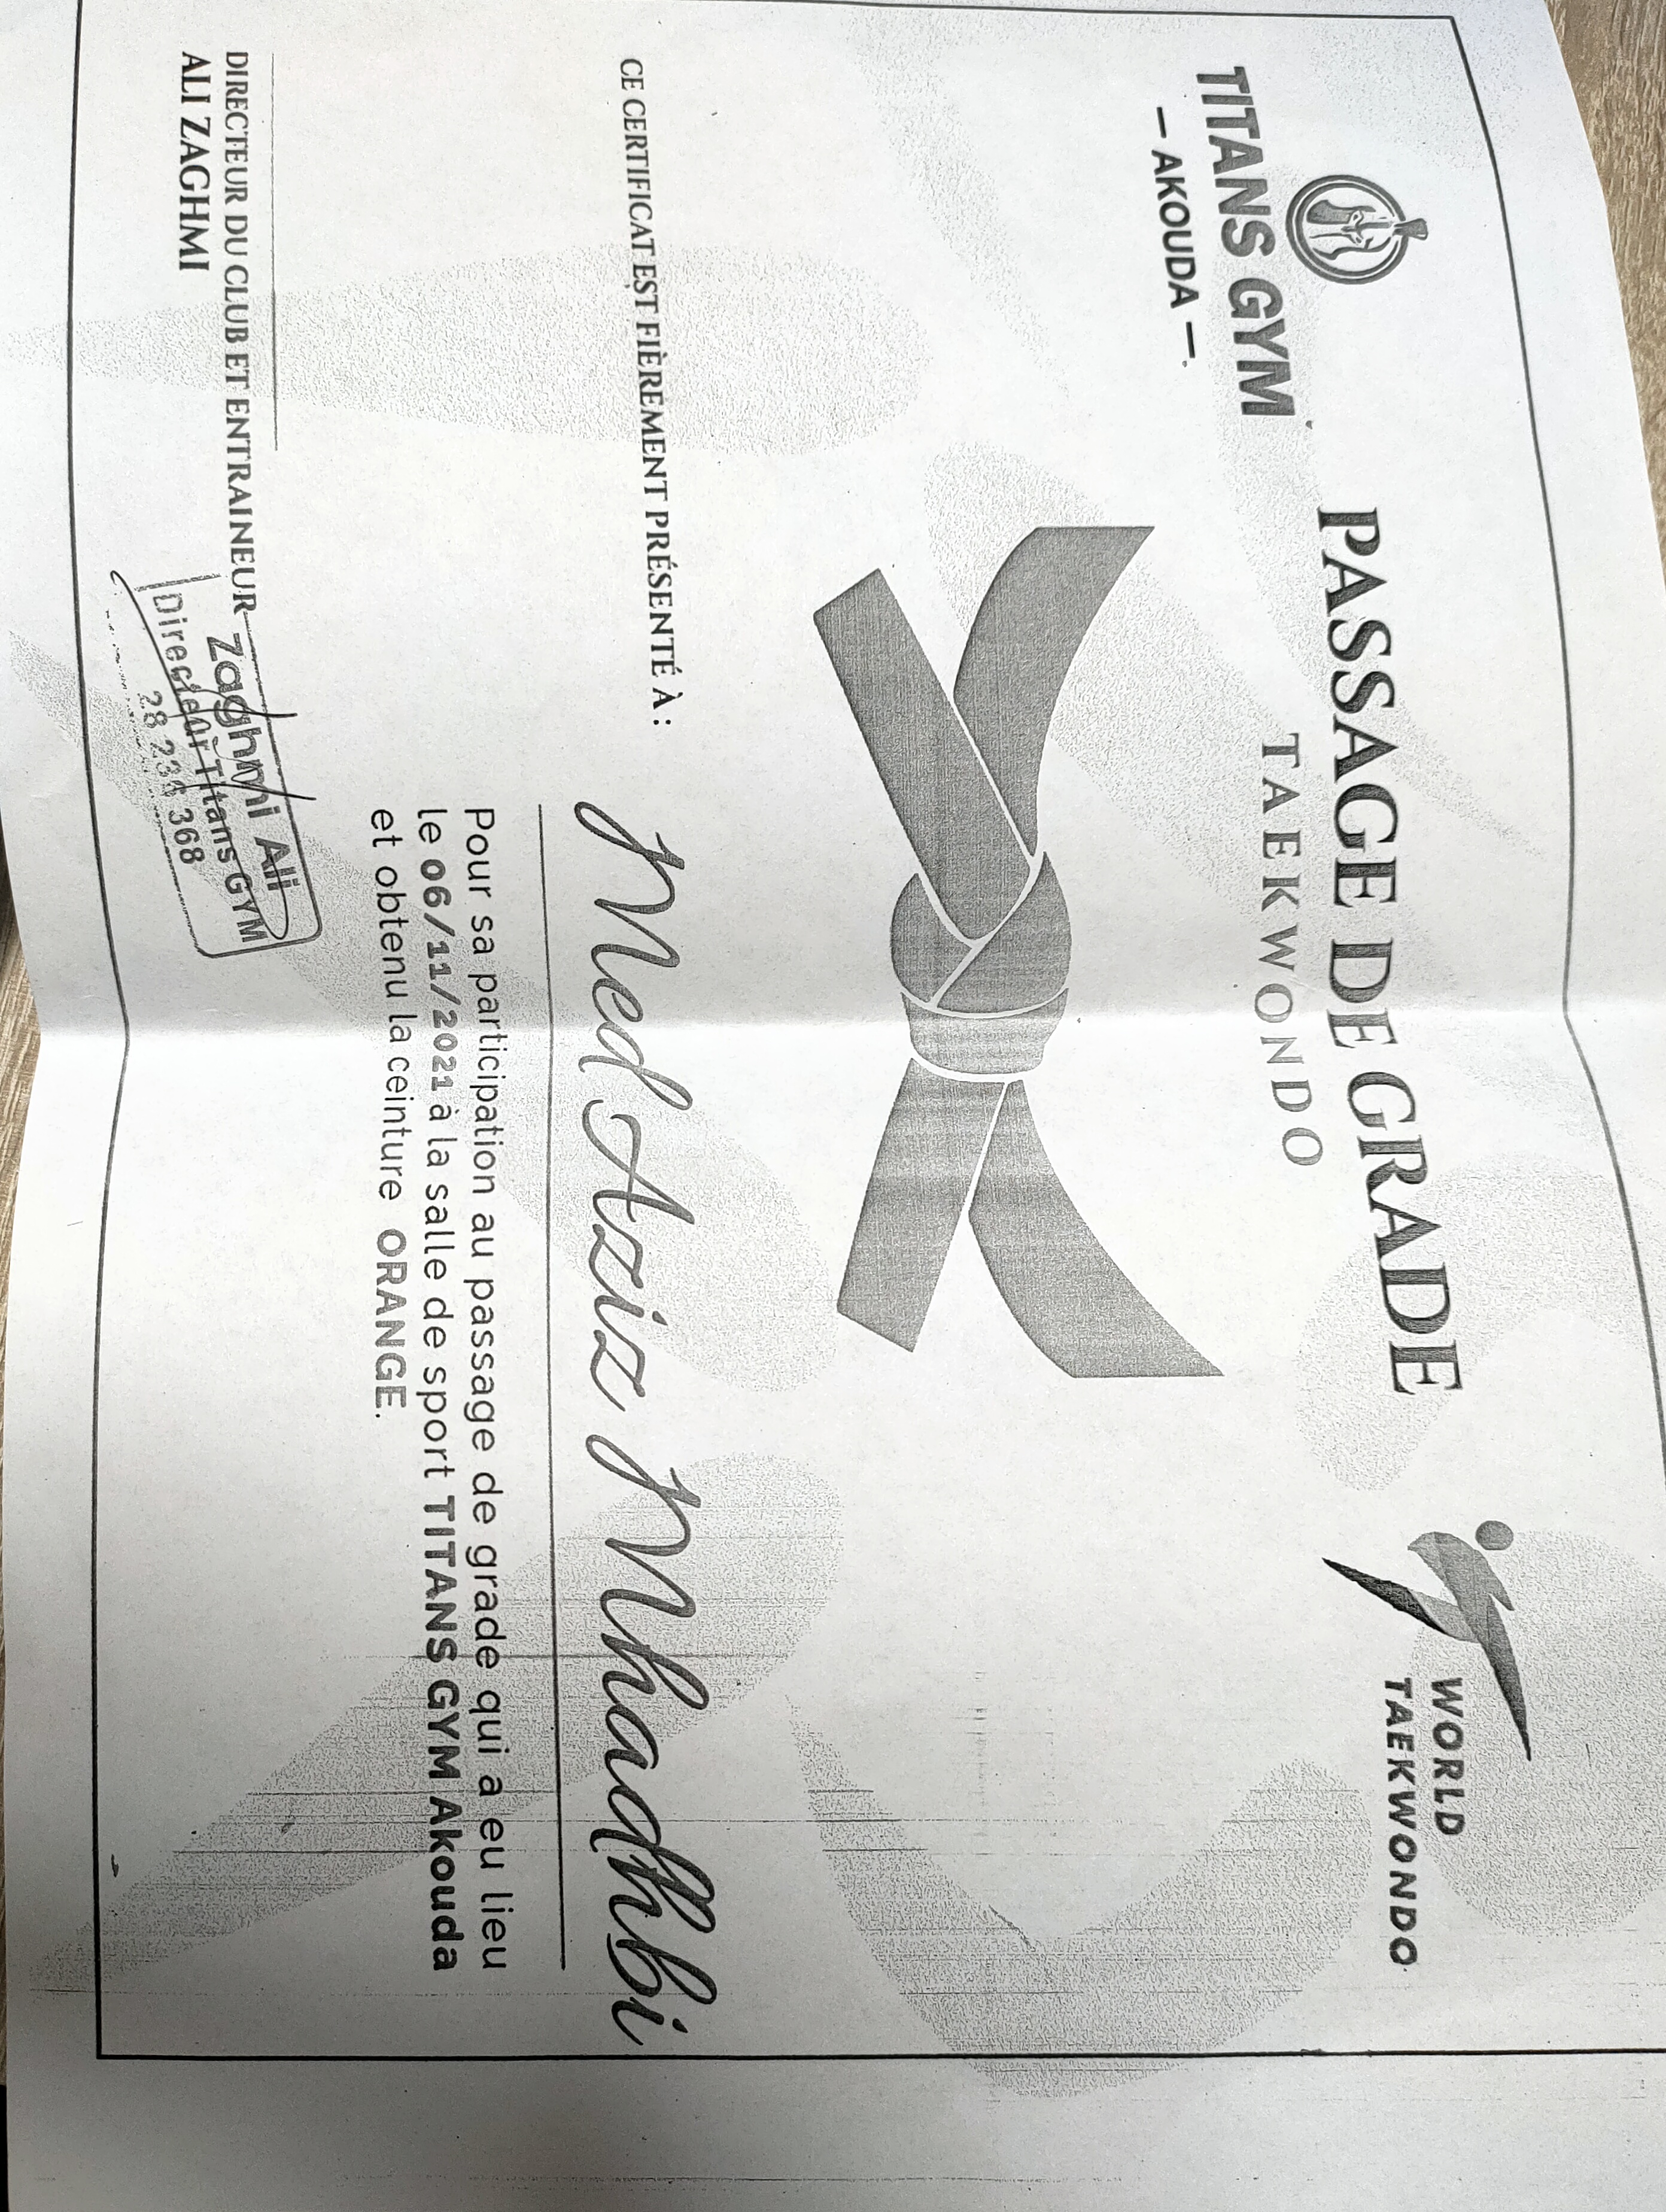 TITANS GYM
— AKOUDA —
PASSAGE DE GRADE
TAEKWONDO
WORLD
TAEKWONDO
CE CERTIFICAT EST FIÈREMENT PRÉSENTÉ À :
Med Aziz Mhadhbi
Pour sa participation au passage de grade qui a eu lieu
le 06/11/2021 à la salle de sport TITANS GYM Akouda
et obtenu la ceinture ORANGE.
DIRECTEUR DU CLUB ET ENTRAINEUR
ALI ZAGHMI
Zaghmi Ali
Directeur Titans GYM
28 368